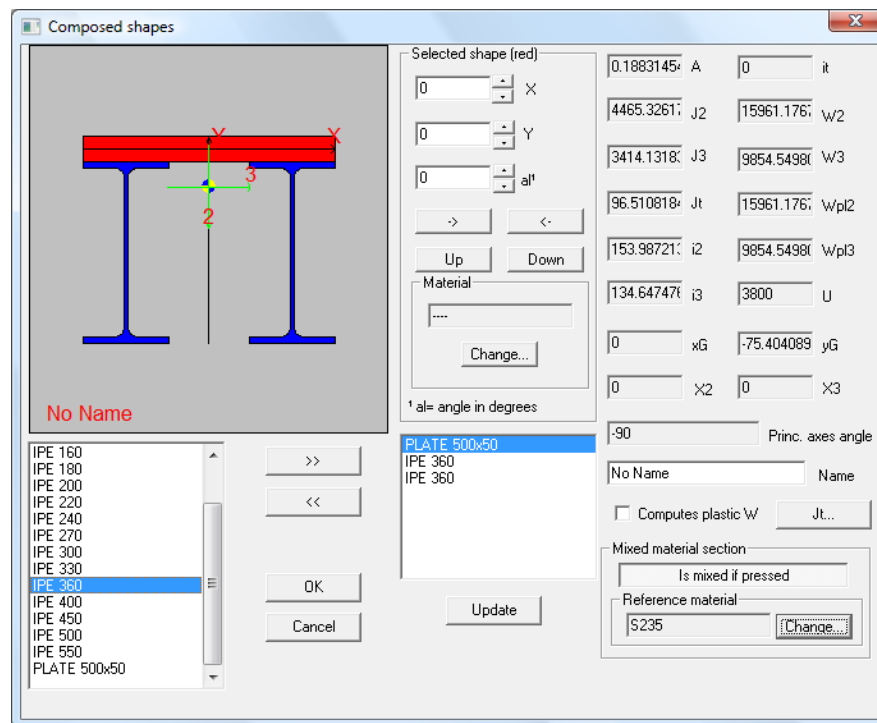 Composed shapes
Y
X
3
2
No Name
Selected shape (red)
0 X
0 Y
0 al¹
-> <-
Up Down
Material
----
Change...
¹ al= angle in degrees
0.1883154 A 0 it
4465.3261 J2 15961.176 W2
3414.1318 J3 9854.5498 W3
96.510818 Jt 15961.176 Wpl2
153.98721 i2 9854.5498 Wpl3
134.64747 i3 3800 U
0 xG -75.404089 yG
0 X2 0 X3
-90 Princ. axes angle
No Name Name
Computes plastic W Jt...
Mixed material section
Is mixed if pressed
Reference material
S235 Change...
IPE 160
IPE 180
IPE 200
IPE 220
IPE 240
IPE 270
IPE 300
IPE 330
IPE 360
IPE 400
IPE 450
IPE 500
IPE 550
PLATE 500x50
>>
<<
OK
Cancel
PLATE 500x50
IPE 360
IPE 360
Update